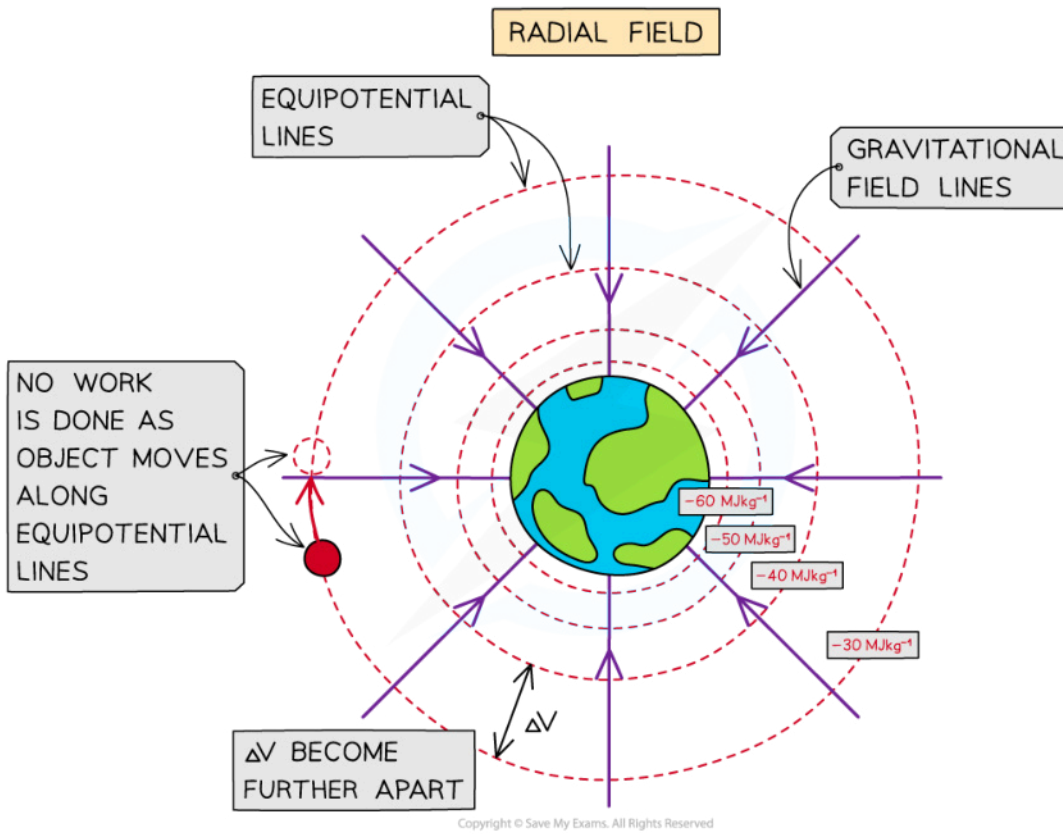 RADIAL FIELD
EQUIPOTENTIAL
LINES
GRAVITATIONAL
FIELD LINES
NO WORK
IS DONE AS
OBJECT MOVES
ALONG
EQUIPOTENTIAL
LINES
−60 MJkg⁻¹
−50 MJkg⁻¹
−40 MJkg⁻¹
−30 MJkg⁻¹
ΔV
ΔV BECOME
FURTHER APART
Copyright © Save My Exams. All Rights Reserved